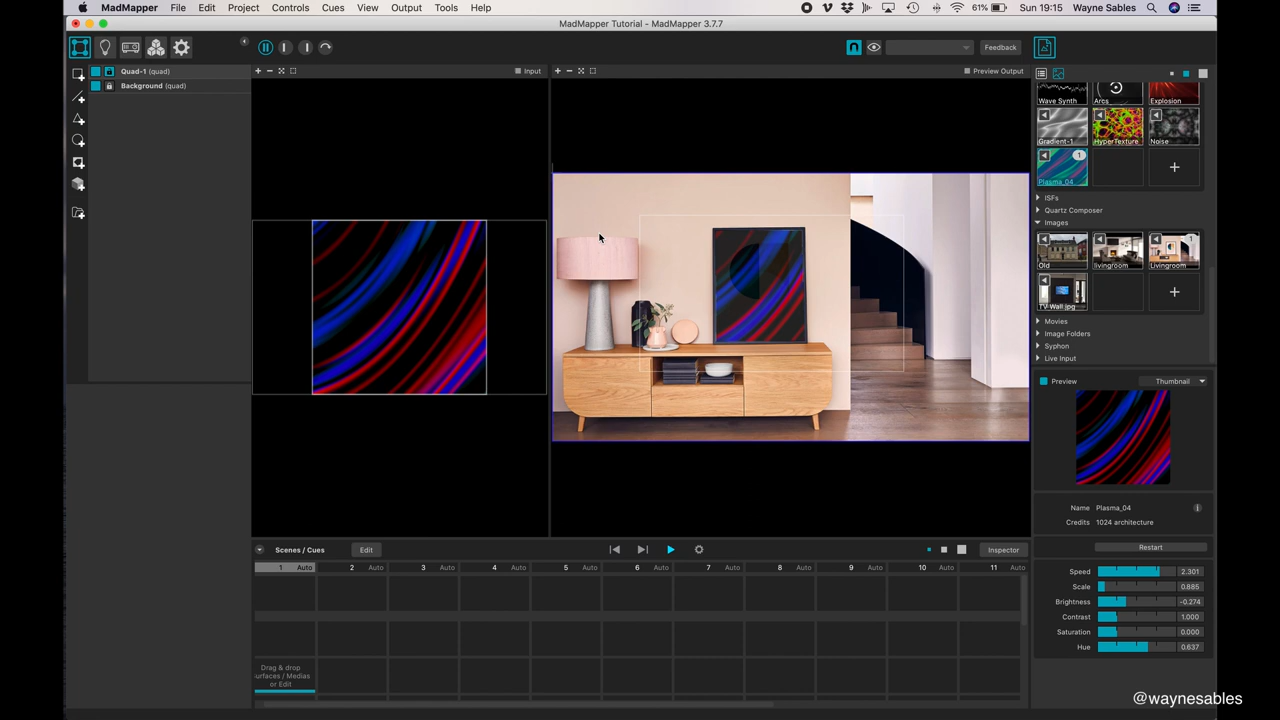 MadMapper File Edit Project Controls Cues View Output Tools Help 61% Sun 19:15 Wayne Sables
MadMapper Tutorial — MadMapper 3.7.7
Feedback
Quad-1 (quad)
Background (quad)
Input
Preview Output
Wave Synth Arcs Explosion
Gradient-1 HyperTexture Noise
Plasma_04 1
ISFs
Quartz Composer
Images
Old livingroom Livingroom 1
TV Wall.jpg
Movies
Image Folders
Syphon
Live Input
Preview Thumbnail
Name Plasma_04
Credits 1024 architecture
Restart
Speed 2.301
Scale 0.885
Brightness -0.274
Contrast 1.000
Saturation 0.000
Hue 0.637
Scenes / Cues Edit Inspector
1 Auto 2 Auto 3 Auto 4 Auto 5 Auto 6 Auto 7 Auto 8 Auto 9 Auto 10 Auto 11 Auto
Drag & drop
surfaces / Medias
or Edit
@waynesables